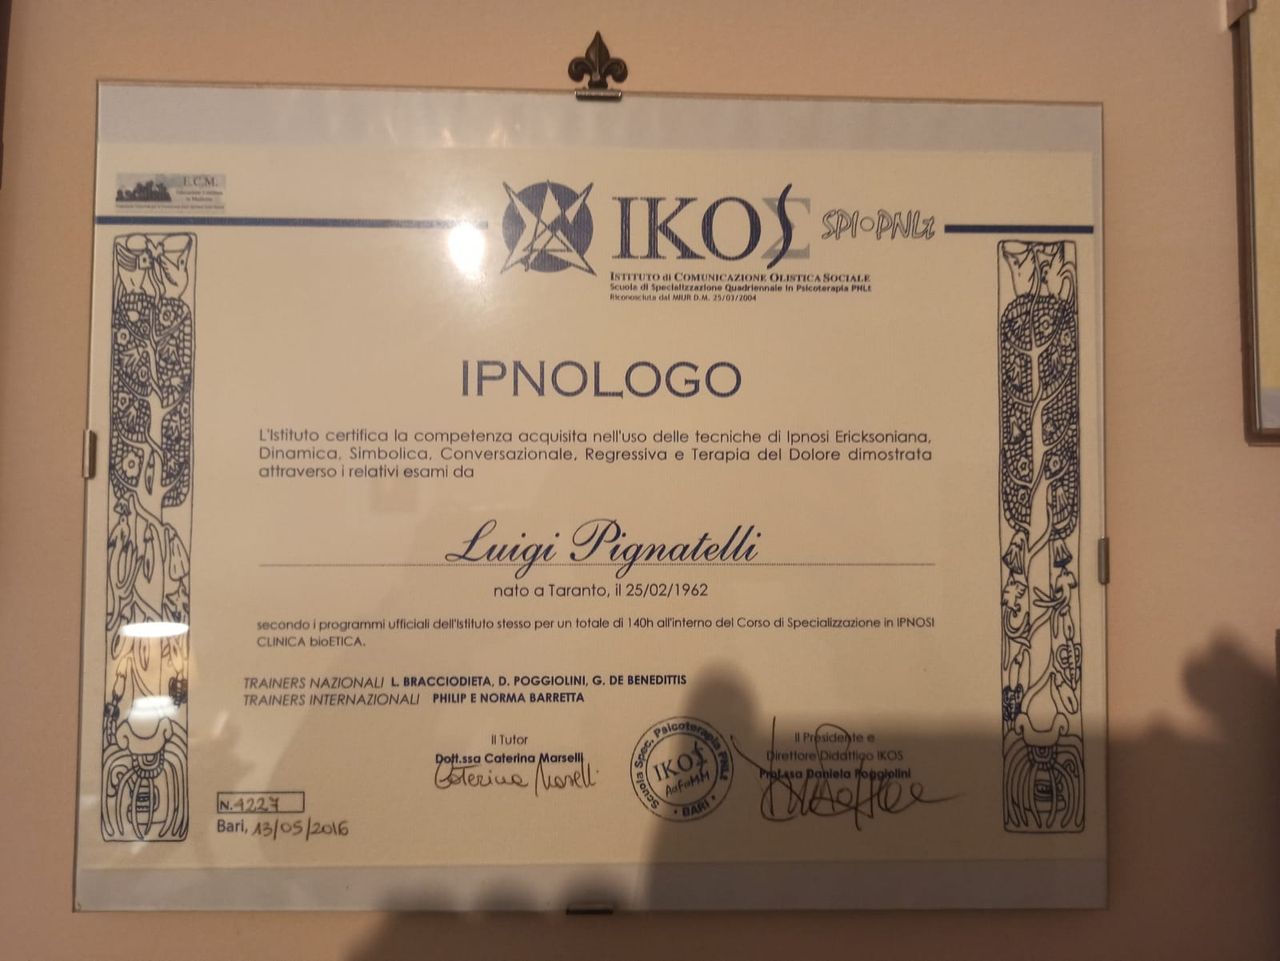 E.C.M.
IKOS SPI•PNLt
ISTITUTO di COMUNICAZIONE OLISTICA SOCIALE
Scuola di Specializzazione Quadriennale in Psicoterapia PNLt
Riconosciuta dal MIUR D.M. 25/03/2004
IPNOLOGO
L'Istituto certifica la competenza acquisita nell'uso delle tecniche di Ipnosi Ericksoniana,
Dinamica, Simbolica, Conversazionale, Regressiva e Terapia del Dolore dimostrata
attraverso i relativi esami da
Luigi Pignatelli
nato a Taranto, il 25/02/1962
secondo i programmi ufficiali dell'Istituto stesso per un totale di 140h all'interno del Corso di Specializzazione in IPNOSI
CLINICA bioETICA.
TRAINERS NAZIONALI L. BRACCIODIETA, D. POGGIOLINI, G. DE BENEDITTIS
TRAINERS INTERNAZIONALI PHILIP E NORMA BARRETTA
Il Tutor
Dott.ssa Caterina Marselli
Caterina Marselli
Scuola Spec. Psicoterapia PNLt
IKOS
AgeForM
• BARI •
Il Presidente e
Direttore Didattico IKOS
Prof.ssa Daniela Poggiolini
N. 4227
Bari, 13/05/2016